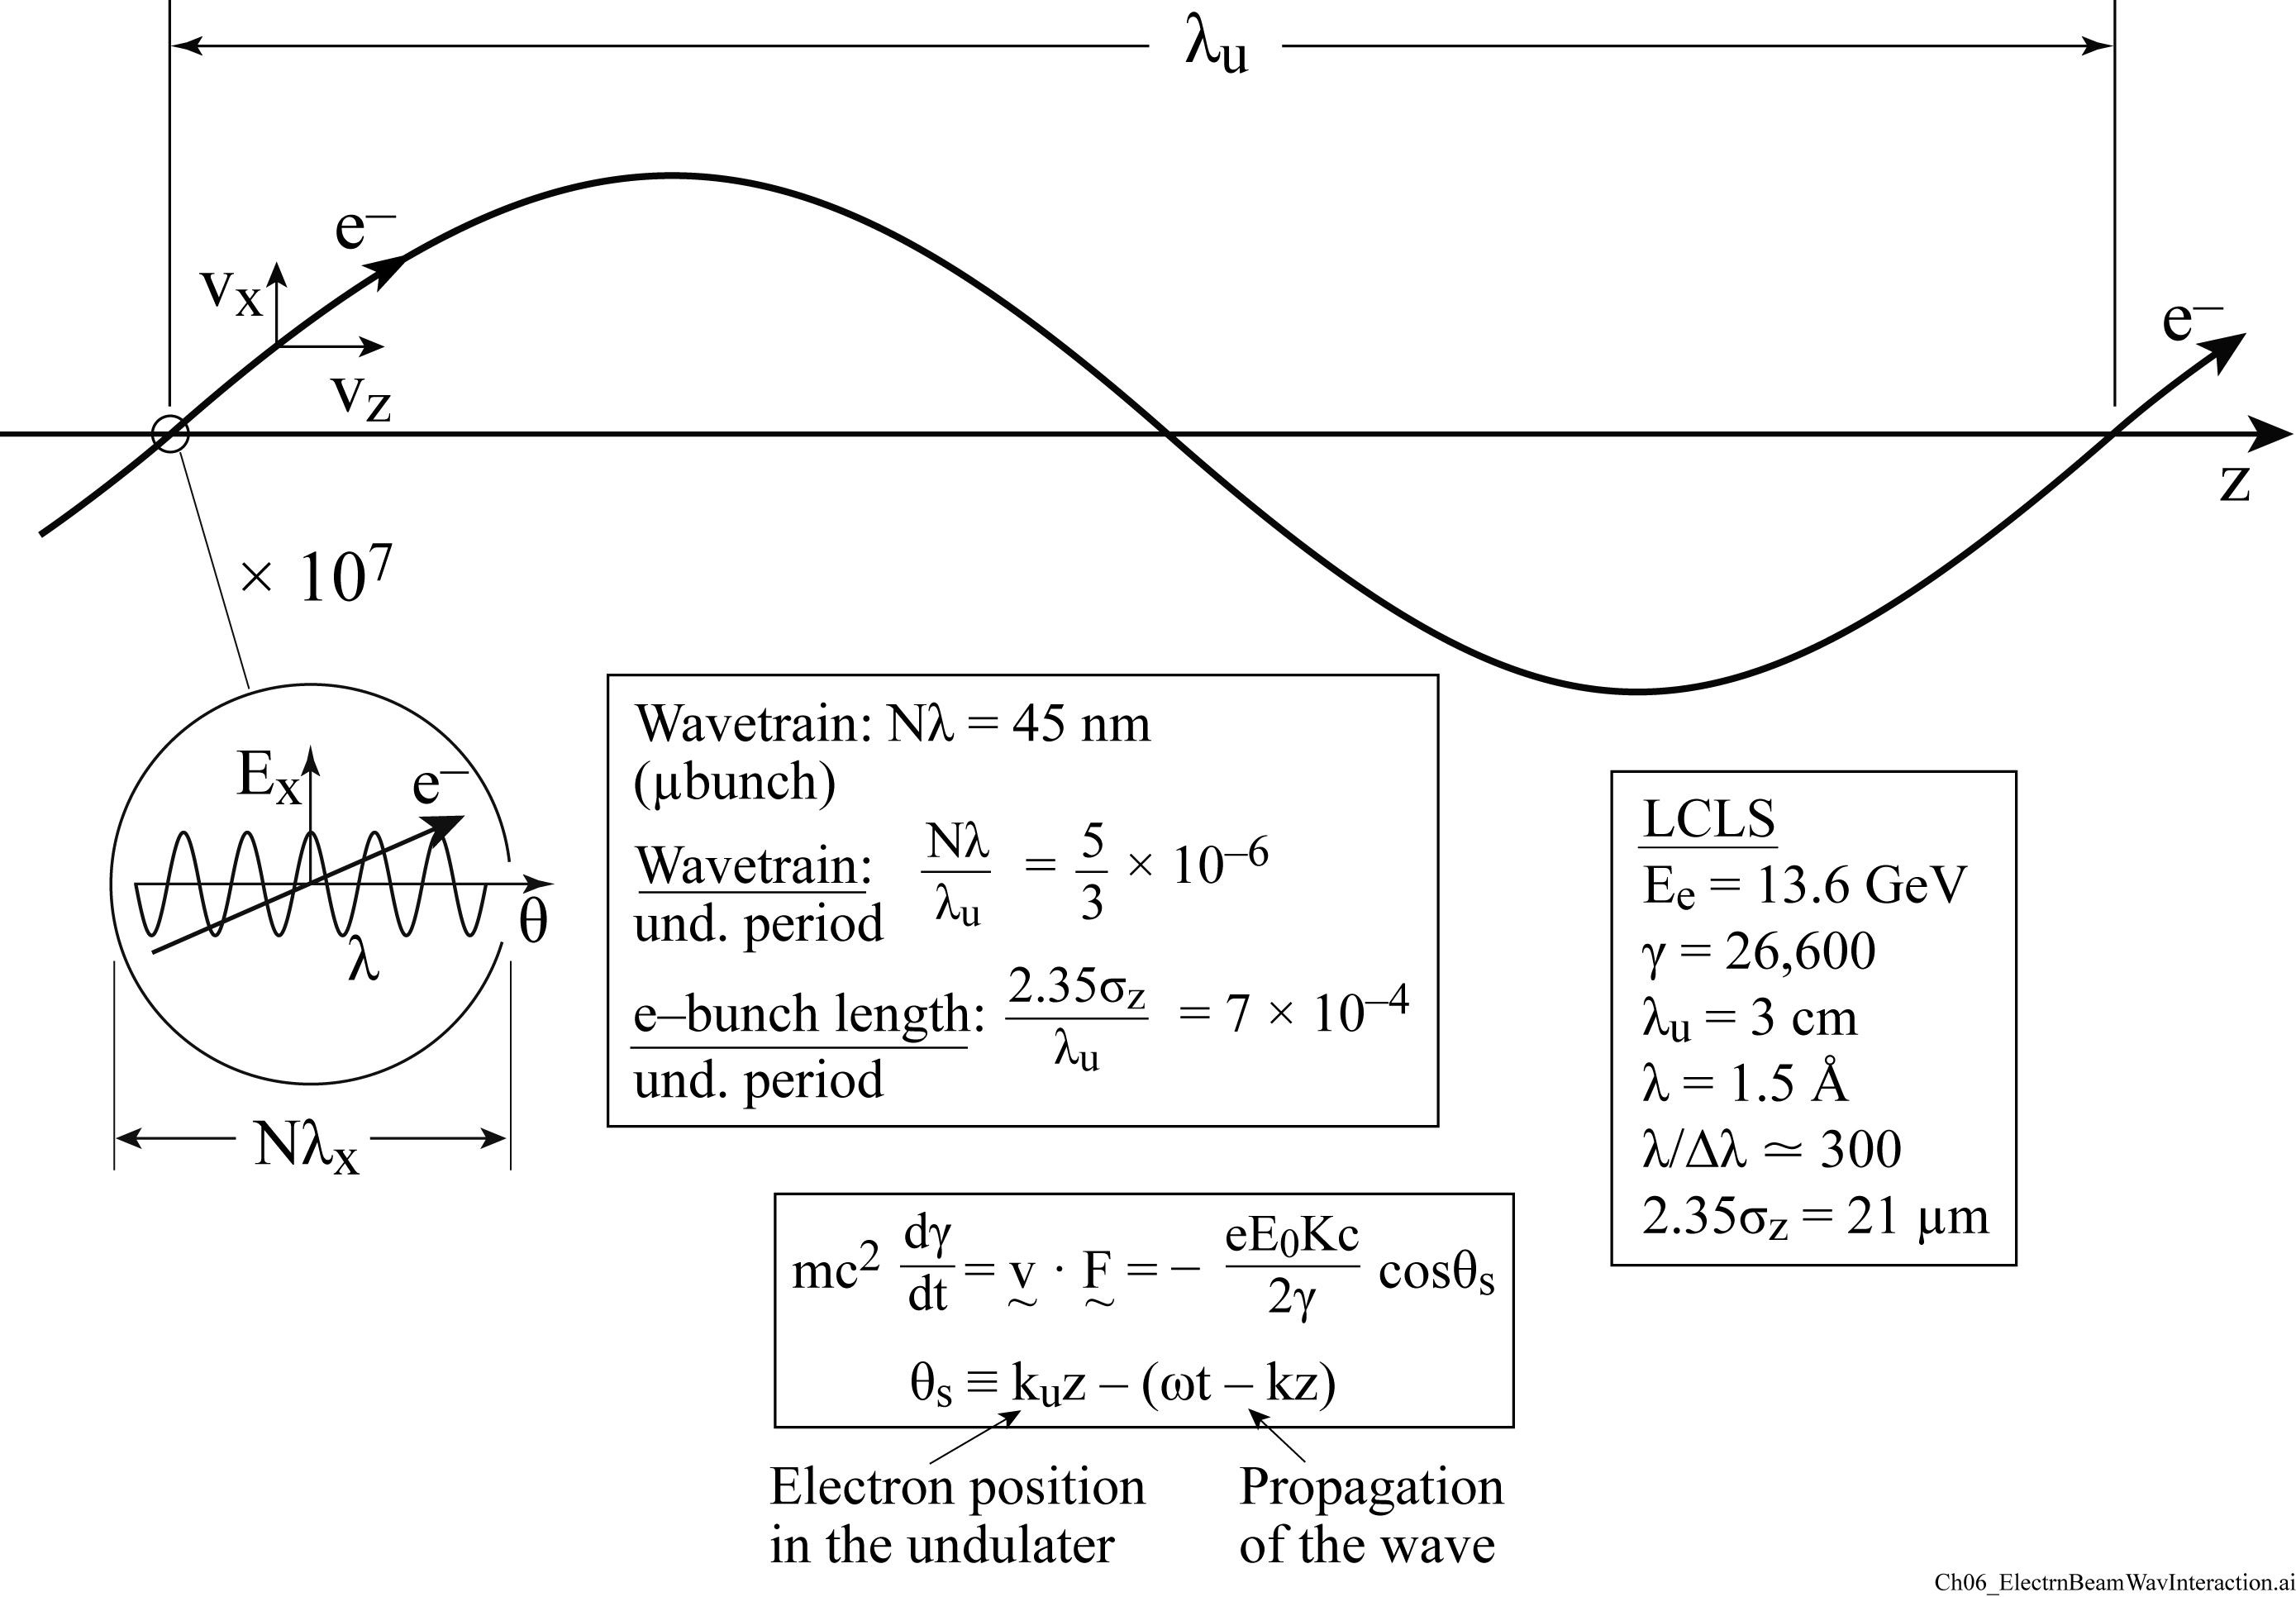 λu
e–
vx
vz
e–
z
× 10⁷
Ex
e–
θ
λ
Nλx
Wavetrain: Nλ = 45 nm
(μbunch)
Wavetrain: Nλ/λu = 5/3 × 10⁻⁶
und. period
e–bunch length: 2.35σz/λu = 7 × 10⁻⁴
und. period
LCLS
Ee = 13.6 GeV
γ = 26,600
λu = 3 cm
λ = 1.5 Å
λ/Δλ ≃ 300
2.35σz = 21 μm
mc² dγ/dt = v · F = – eE₀Kc/2γ cosθs
θs ≡ kuz – (ωt – kz)
Electron position
in the undulater
Propagation
of the wave
Ch06_ElectrnBeamWavInteraction.ai